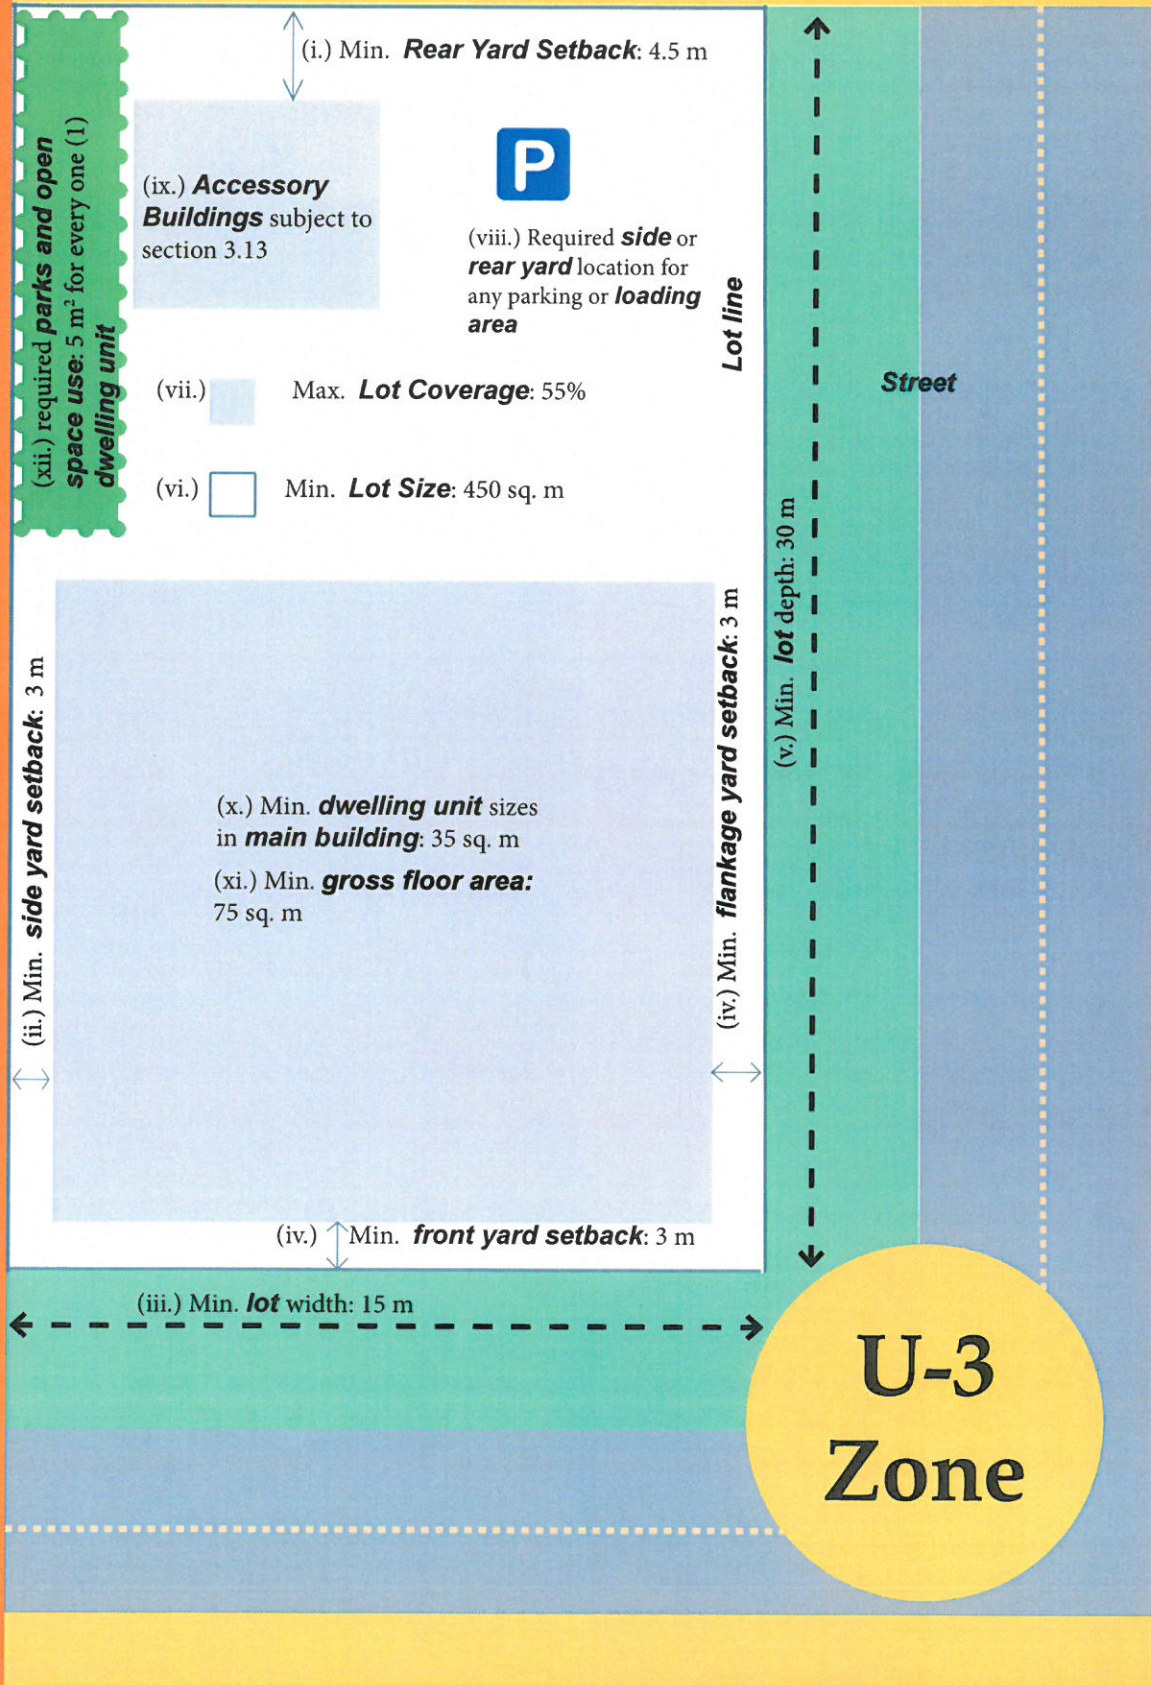 (i.) Min. Rear Yard Setback: 4.5 m
(xii.) required parks and open
space use: 5 m² for every one (1)
dwelling unit
(ix.) Accessory
Buildings subject to
section 3.13
P
(viii.) Required side or
rear yard location for
any parking or loading
area
Lot line
Street
(vii.) Max. Lot Coverage: 55%
(vi.) Min. Lot Size: 450 sq. m
(v.) Min. lot depth: 30 m
(ii.) Min. side yard setback: 3 m
(x.) Min. dwelling unit sizes
in main building: 35 sq. m
(xi.) Min. gross floor area:
75 sq. m
(iv.) Min. flankage yard setback: 3 m
(iv.) Min. front yard setback: 3 m
(iii.) Min. lot width: 15 m
U-3
Zone